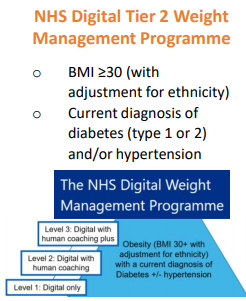 NHS Digital Tier 2 Weight
Management Programme
o BMI ≥30 (with
adjustment for ethnicity)
o Current diagnosis of
diabetes (type 1 or 2)
and/or hypertension
The NHS Digital Weight
Management Programme
Level 3: Digital with
human coaching plus
Level 2: Digital with
human coaching
Level 1: Digital only
Obesity (BMI 30+ with
adjustment for ethnicity)
with a current diagnosis of
Diabetes +/- hypertension